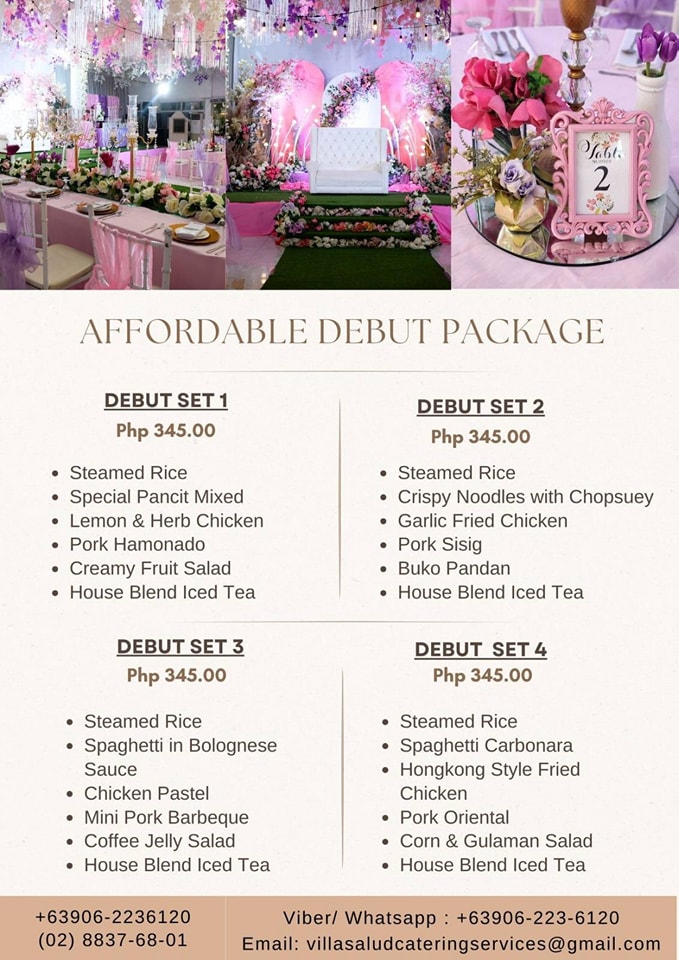 Table
NUMBER
2
AFFORDABLE DEBUT PACKAGE
DEBUT SET 1
Php 345.00
• Steamed Rice
• Special Pancit Mixed
• Lemon & Herb Chicken
• Pork Hamonado
• Creamy Fruit Salad
• House Blend Iced Tea
DEBUT SET 2
Php 345.00
• Steamed Rice
• Crispy Noodles with Chopsuey
• Garlic Fried Chicken
• Pork Sisig
• Buko Pandan
• House Blend Iced Tea
DEBUT SET 3
Php 345.00
• Steamed Rice
• Spaghetti in Bolognese
Sauce
• Chicken Pastel
• Mini Pork Barbeque
• Coffee Jelly Salad
• House Blend Iced Tea
DEBUT SET 4
Php 345.00
• Steamed Rice
• Spaghetti Carbonara
• Hongkong Style Fried
Chicken
• Pork Oriental
• Corn & Gulaman Salad
• House Blend Iced Tea
+63906-2236120
(02) 8837-68-01
Viber/ Whatsapp : +63906-223-6120
Email: villasaludcateringservices@gmail.com